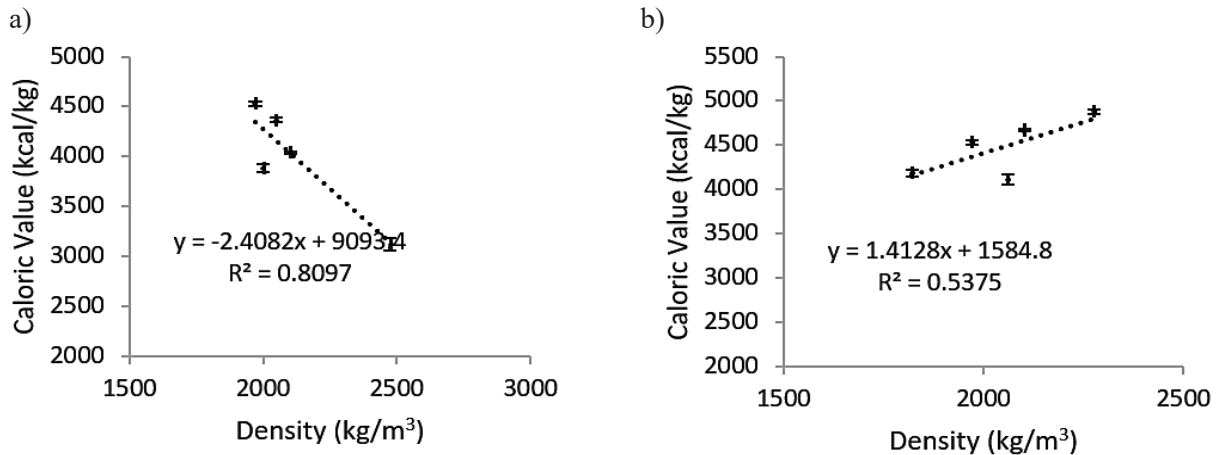 a)
Caloric Value (kcal/kg)
5000
4500
4000
3500
3000
2500
2000
y = -2.4082x + 9093.4
R² = 0.8097
1500 2000 2500 3000
Density (kg/m³)
b)
Caloric Value (kcal/kg)
5500
5000
4500
4000
3500
3000
2500
2000
y = 1.4128x + 1584.8
R² = 0.5375
1500 2000 2500
Density (kg/m³)